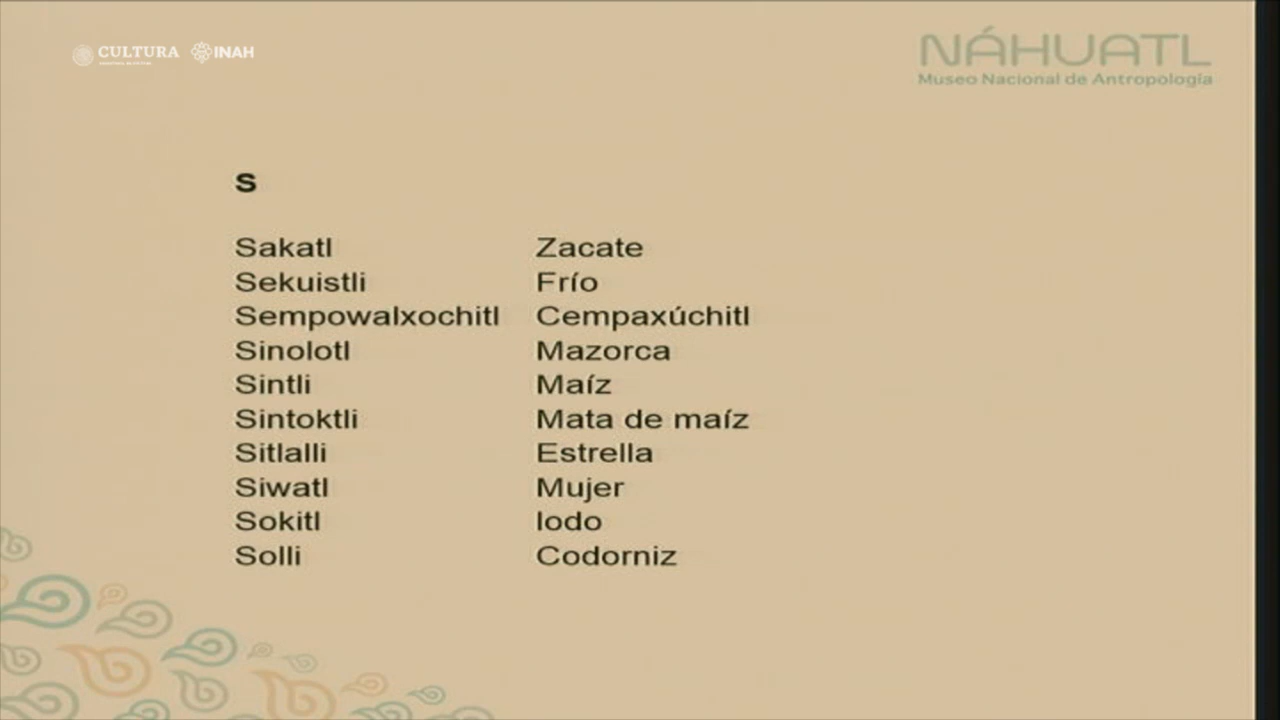 CULTURA INAH
NÁHUATL
Museo Nacional de Antropología
S
Sakatl Zacate
Sekuistli Frío
Sempowalxochitl Cempaxúchitl
Sinolotl Mazorca
Sintli Maíz
Sintoktli Mata de maíz
Sitlalli Estrella
Siwatl Mujer
Sokitl lodo
Solli Codorniz